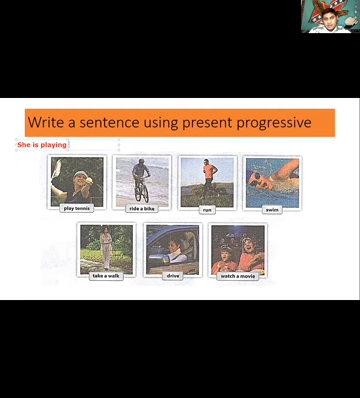 Write a sentence using present progressive
She is playing
play tennis
ride a bike
run
swim
take a walk
drive
watch a movie